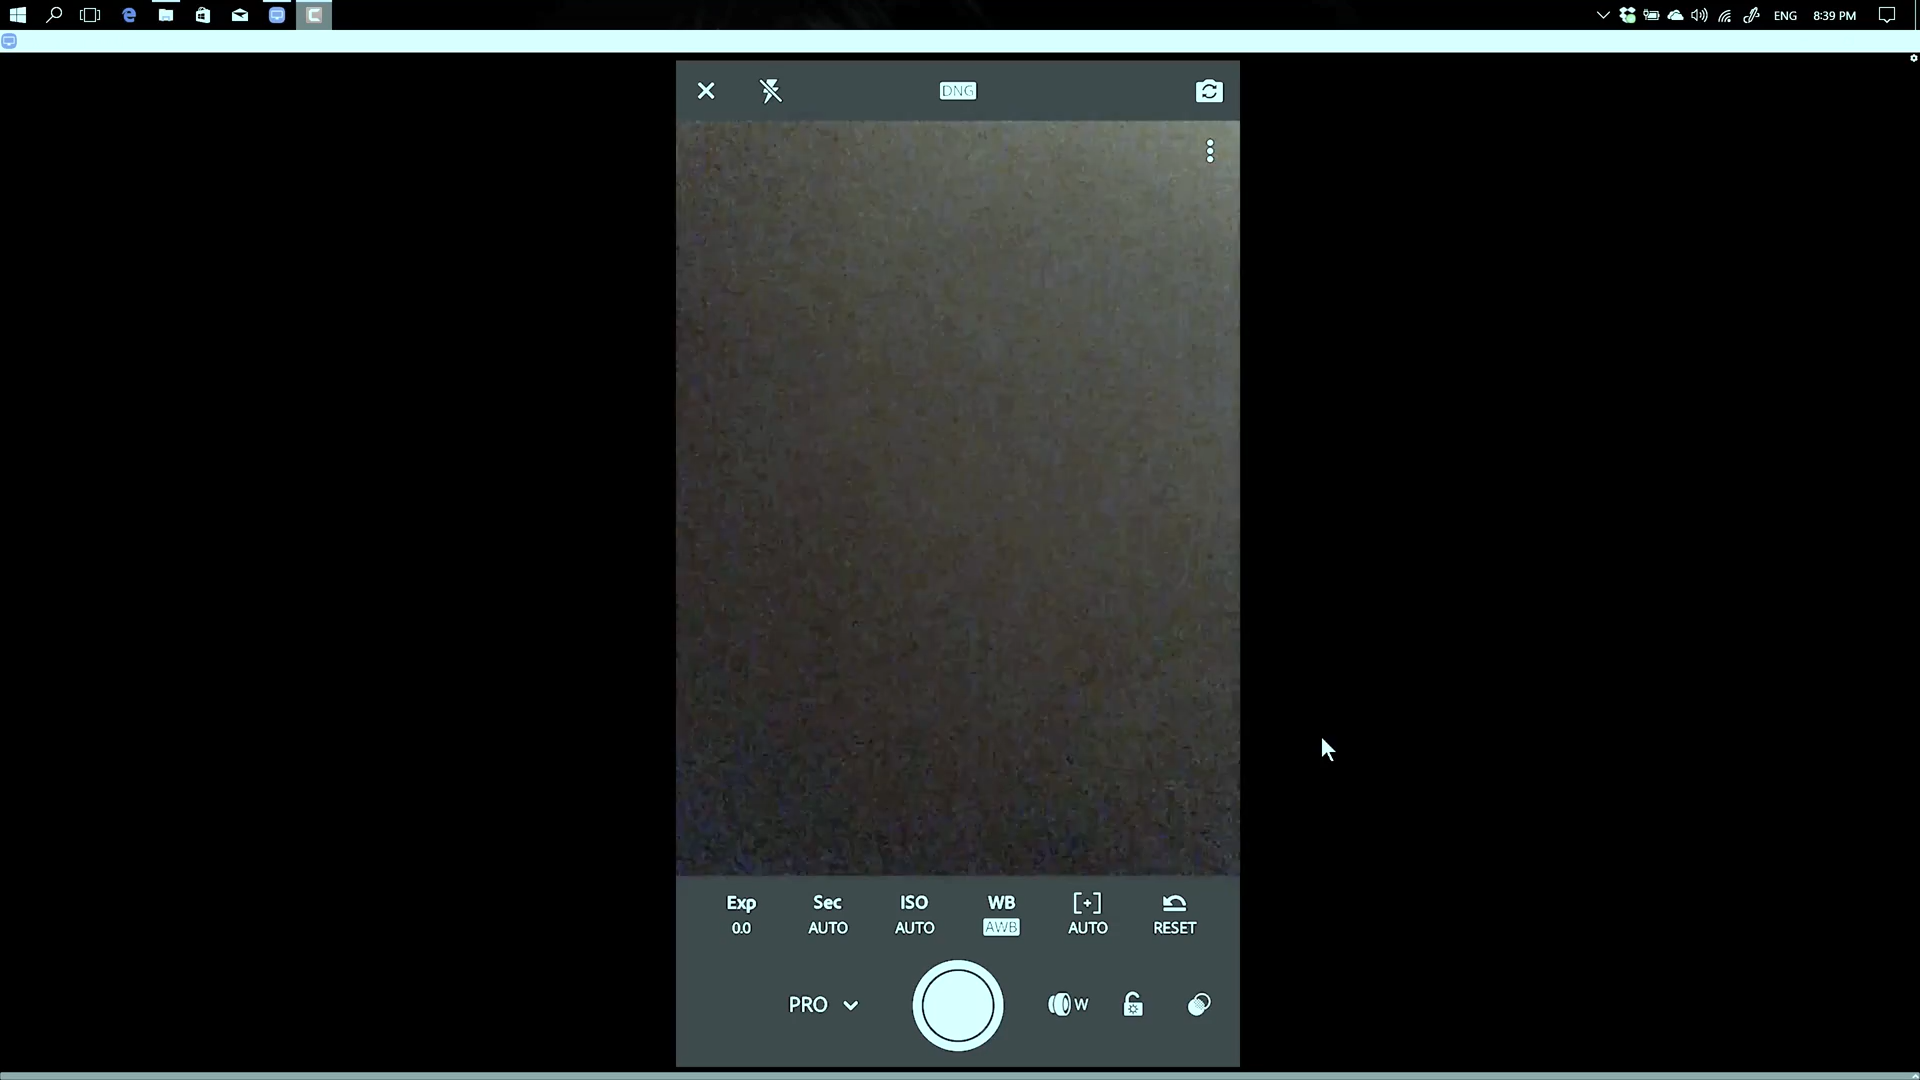 ENG 8:39 PM
DNG
Exp Sec ISO WB RESET
0.0 AUTO AUTO AWB AUTO
PRO W